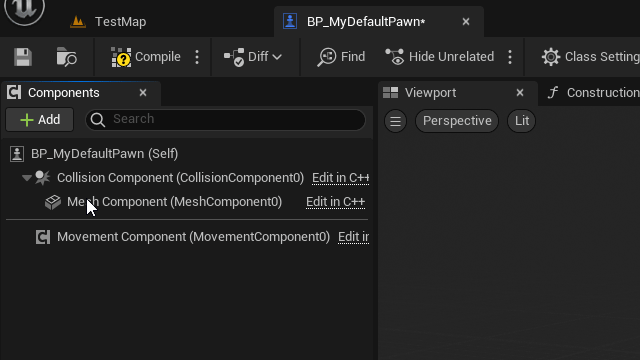 TestMap
BP_MyDefaultPawn*
Compile
Diff
Find
Hide Unrelated
Class Setting
Components
Viewport
Construction
Add
Search
Perspective
Lit
BP_MyDefaultPawn (Self)
Collision Component (CollisionComponent0) Edit in C++
Mesh Component (MeshComponent0) Edit in C++
Movement Component (MovementComponent0) Edit in